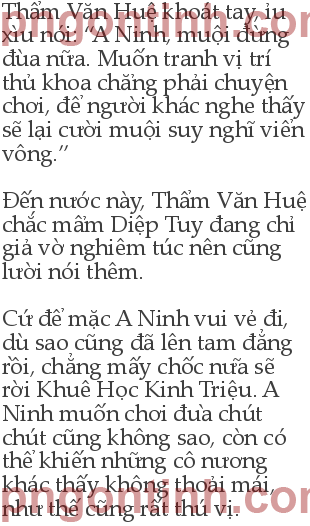 Thẩm Văn Huệ khoát tay, ỉu
xìu nói: “A Ninh, muội đừng
đùa nữa. Muốn tranh vị trí
thủ khoa chẳng phải chuyện
chơi, để người khác nghe thấy
sẽ lại cười muội suy nghĩ viển
vông.”
Đến nước này, Thẩm Văn Huệ
chắc mẩm Diệp Tuy đang chỉ
giả vờ nghiêm túc nên cũng
lười nói thêm.
Cứ để mặc A Ninh vui vẻ đi,
dù sao cũng đã lên tam đẳng
rồi, chẳng mấy chốc nữa sẽ
rời Khuê Học Kinh Triệu. A
Ninh muốn chơi đùa chút
chút cũng không sao, còn có
thể khiến những cô nương
khác thấy không thoải mái,
như thế cũng rất thú vị.